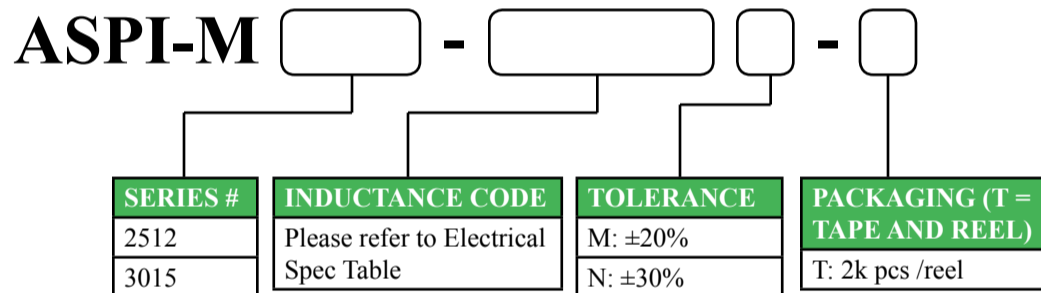 ASPI-M - -
SERIES #
2512
3015
INDUCTANCE CODE
Please refer to Electrical
Spec Table
TOLERANCE
M: ±20%
N: ±30%
PACKAGING (T =
TAPE AND REEL)
T: 2k pcs /reel